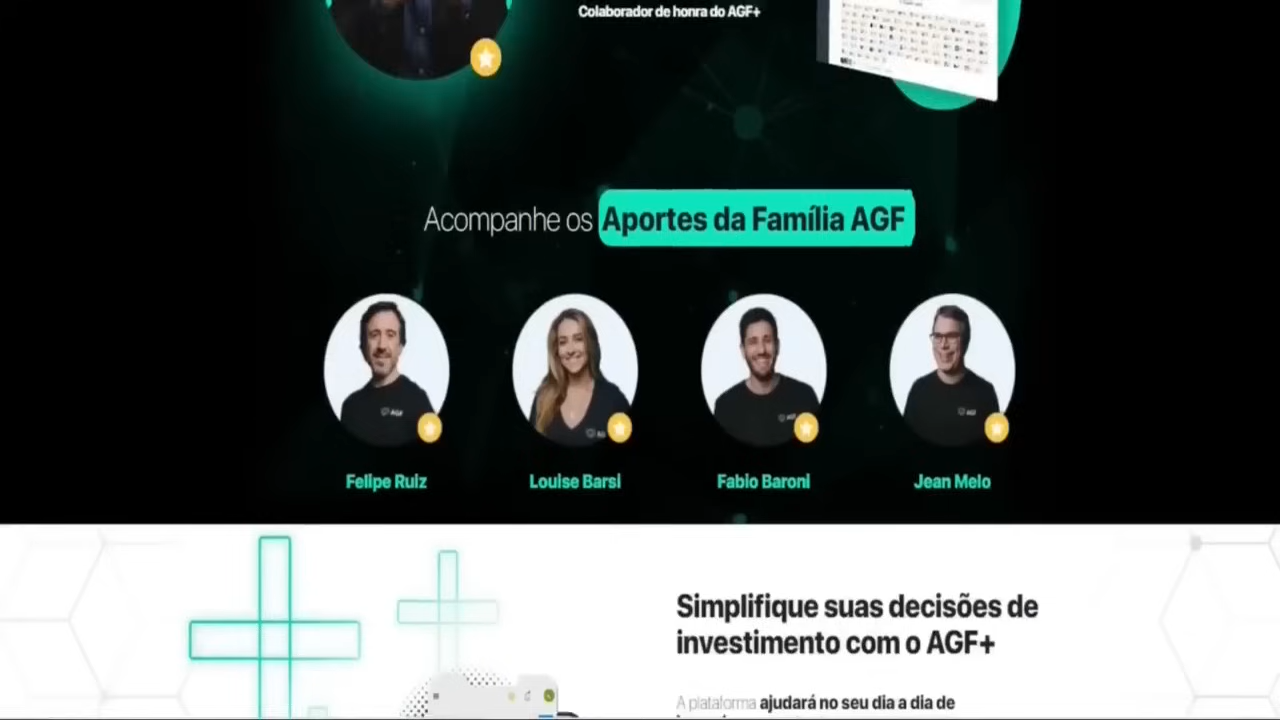 Colaborador de honra do AGF+
Acompanhe os Aportes da Família AGF
AGF
Felipe Ruiz
Louise Barsi
Fabio Baroni
Jean Melo
Simplifique suas decisões de
investimento com o AGF+
A plataforma ajudará no seu dia a dia de